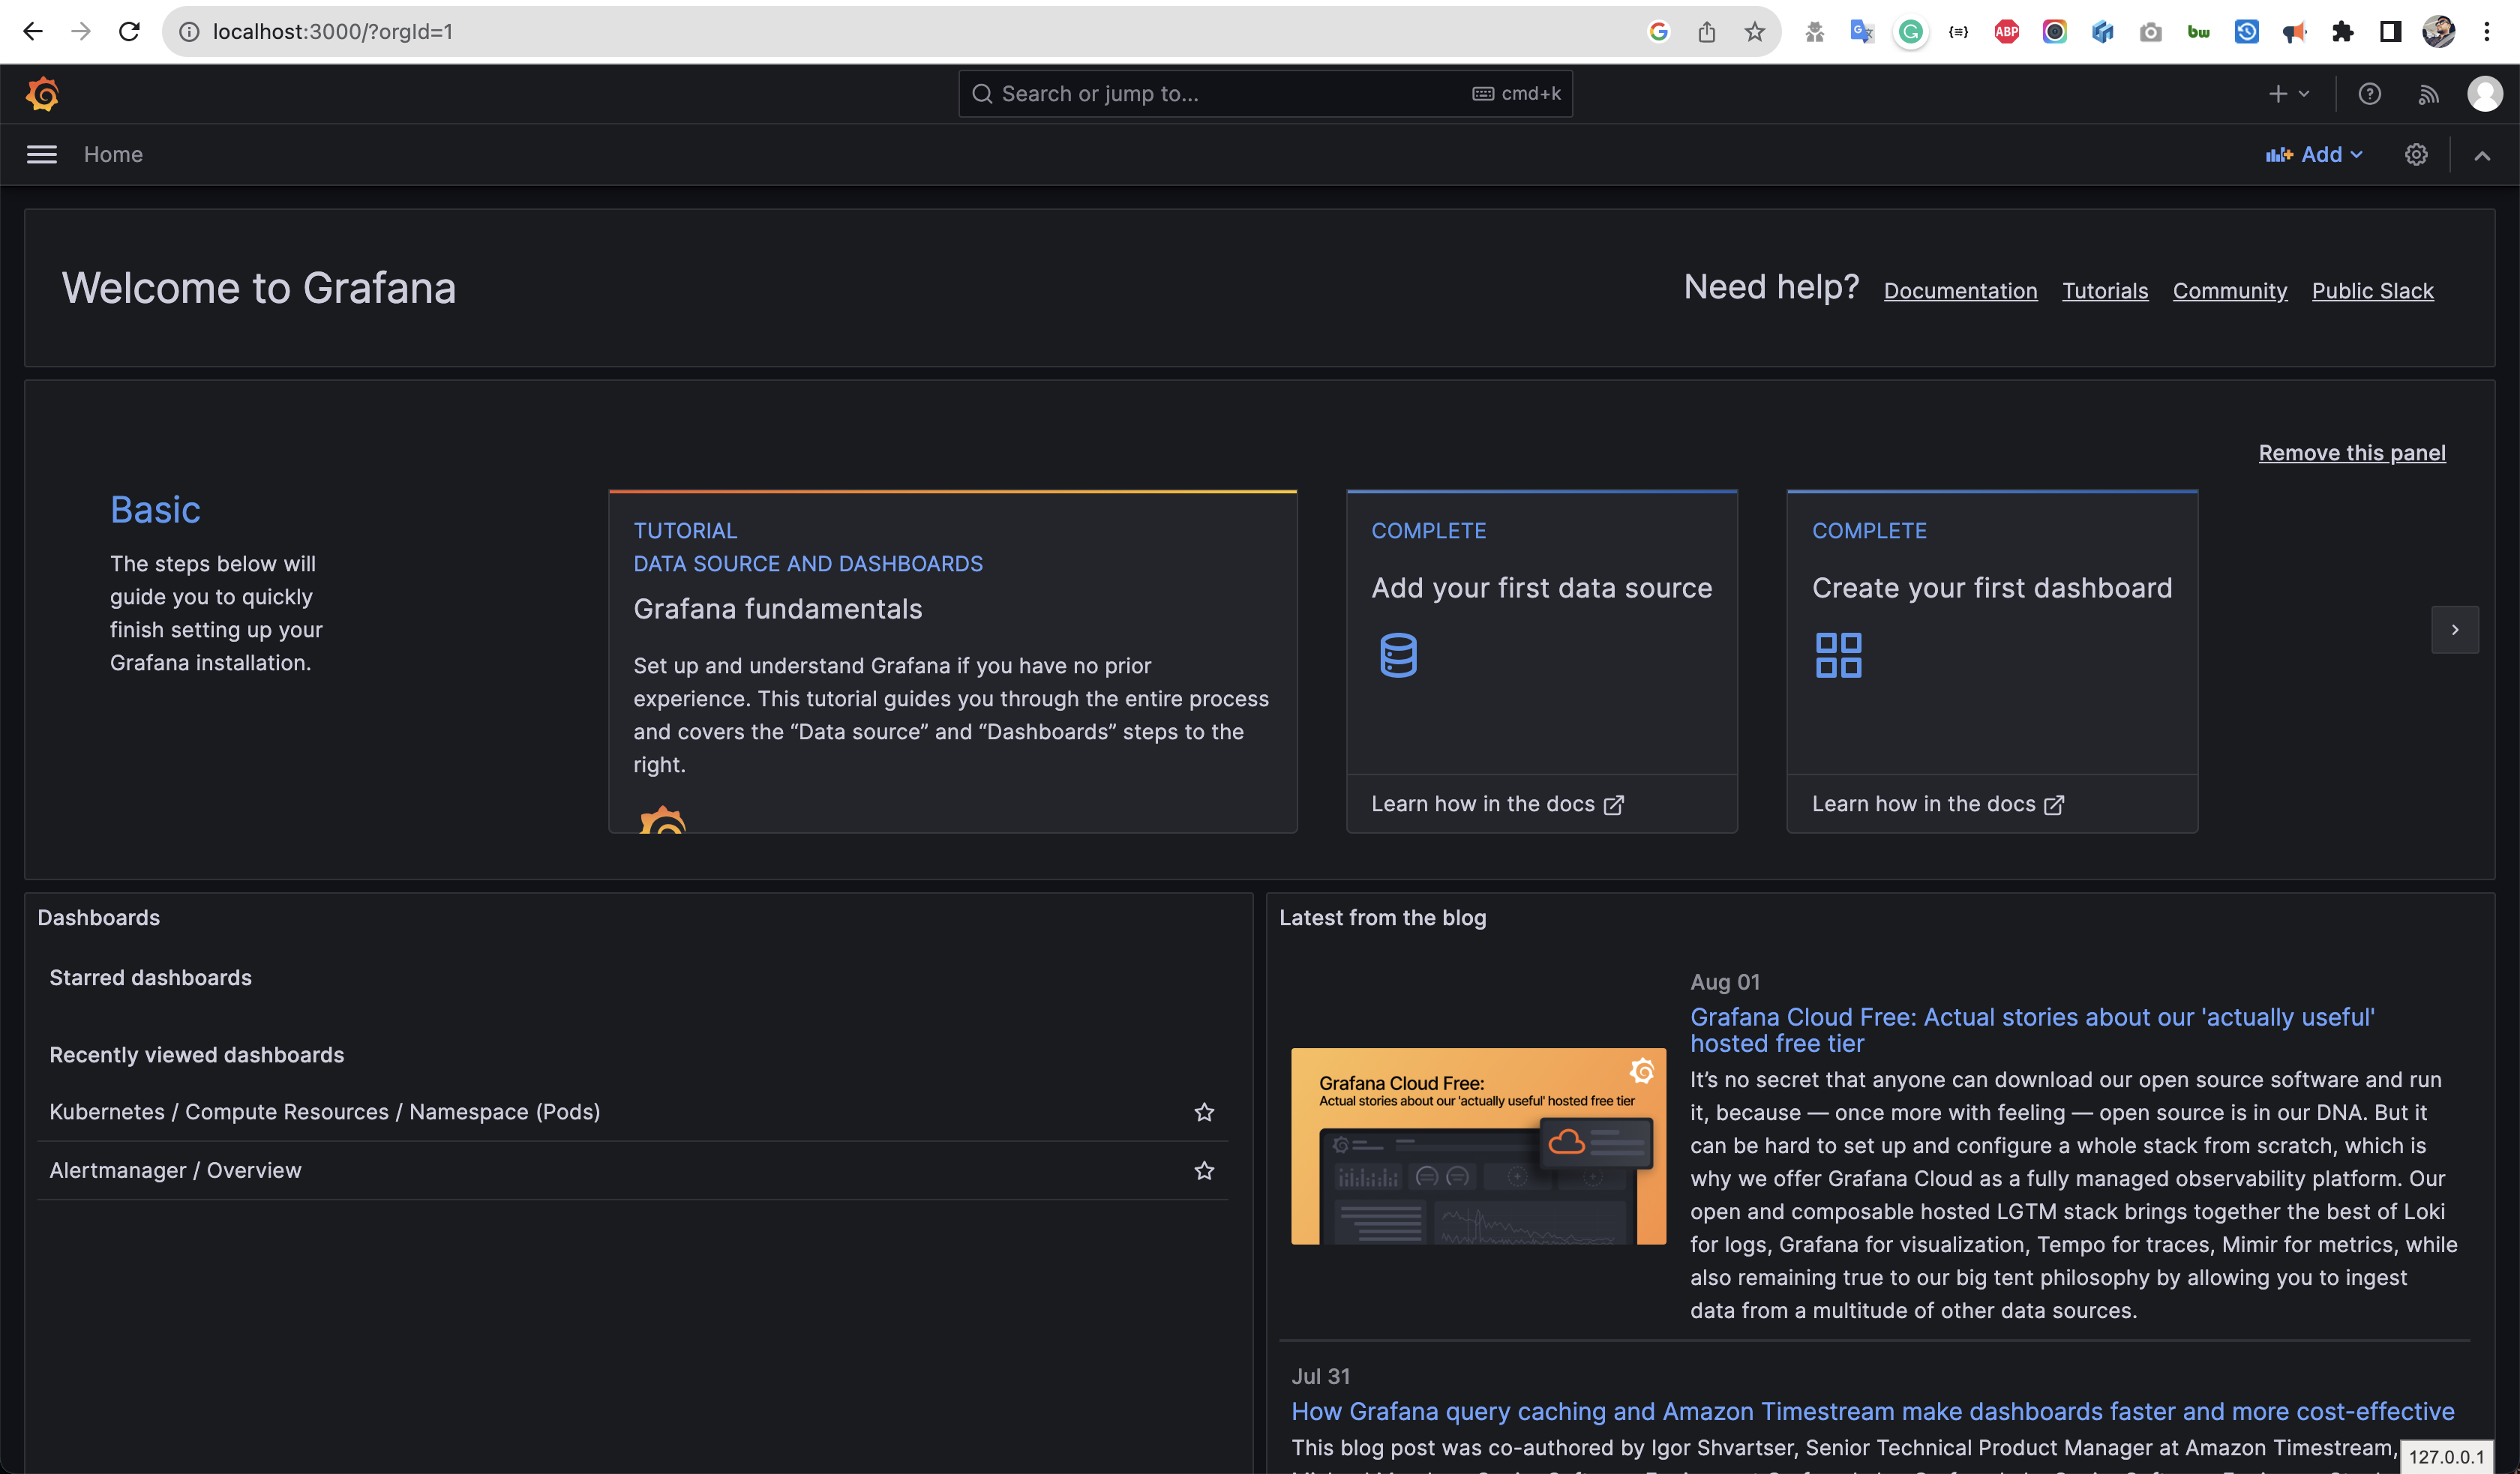 localhost:3000/?orgId=1
ABP
bw
Search or jump to...
cmd+k
Home
Add
Welcome to Grafana
Need help?
Documentation
Tutorials
Community
Public Slack
Remove this panel
Basic
The steps below will
guide you to quickly
finish setting up your
Grafana installation.
TUTORIAL
DATA SOURCE AND DASHBOARDS
Grafana fundamentals
Set up and understand Grafana if you have no prior
experience. This tutorial guides you through the entire process
and covers the “Data source” and “Dashboards” steps to the
right.
COMPLETE
Add your first data source
Learn how in the docs
COMPLETE
Create your first dashboard
Learn how in the docs
Dashboards
Starred dashboards
Recently viewed dashboards
Kubernetes / Compute Resources / Namespace (Pods)
Alertmanager / Overview
Latest from the blog
Grafana Cloud Free:
Actual stories about our 'actually useful' hosted free tier
Aug 01
Grafana Cloud Free: Actual stories about our 'actually useful'
hosted free tier
It’s no secret that anyone can download our open source software and run
it, because — once more with feeling — open source is in our DNA. But it
can be hard to set up and configure a whole stack from scratch, which is
why we offer Grafana Cloud as a fully managed observability platform. Our
open and composable hosted LGTM stack brings together the best of Loki
for logs, Grafana for visualization, Tempo for traces, Mimir for metrics, while
also remaining true to our big tent philosophy by allowing you to ingest
data from a multitude of other data sources.
Jul 31
How Grafana query caching and Amazon Timestream make dashboards faster and more cost-effective
This blog post was co-authored by Igor Shvartser, Senior Technical Product Manager at Amazon Timestream,
127.0.0.1